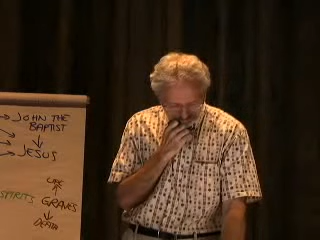 JOHN THE
BAPTIST
JESUS
LIFE
SPIRITS GRAVES
DEATH